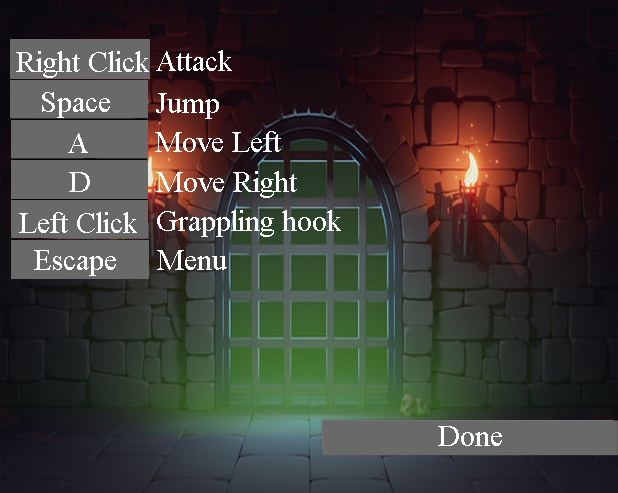 Right Click Attack
Space Jump
A Move Left
D Move Right
Left Click Grappling hook
Escape Menu
Done